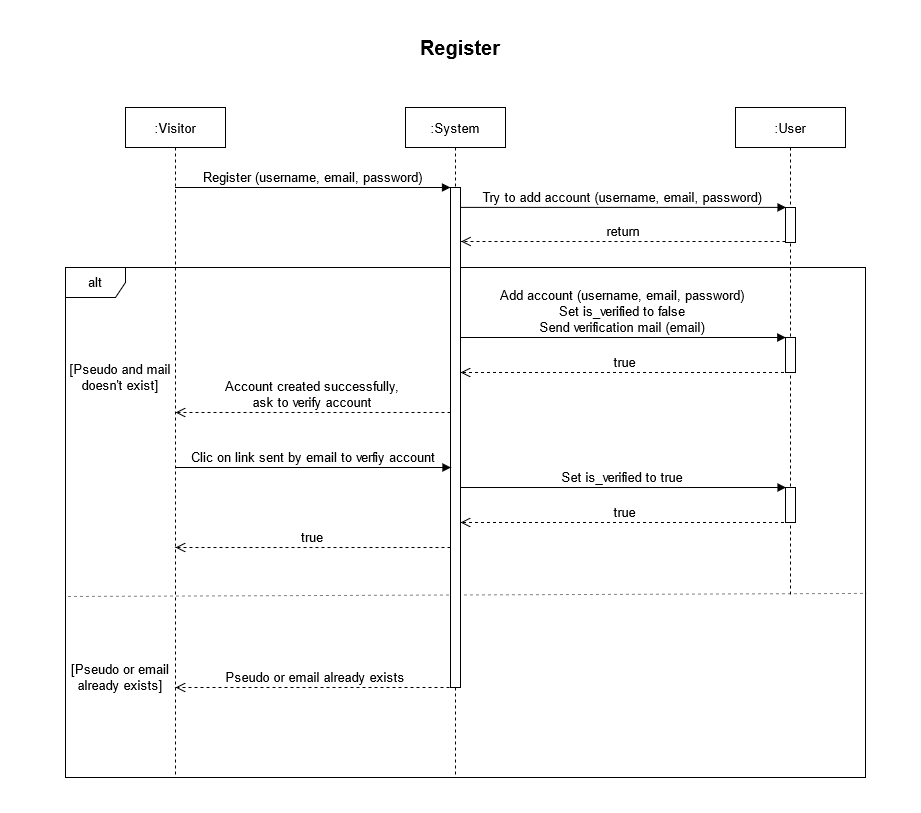 Register
:Visitor
:System
:User
Register (username, email, password)
Try to add account (username, email, password)
return
alt
Add account (username, email, password)
Set is_verified to false
Send verification mail (email)
[Pseudo and mail
doesn't exist]
true
Account created successfully,
ask to verify account
Clic on link sent by email to verfiy account
Set is_verified to true
true
true
[Pseudo or email
already exists]
Pseudo or email already exists